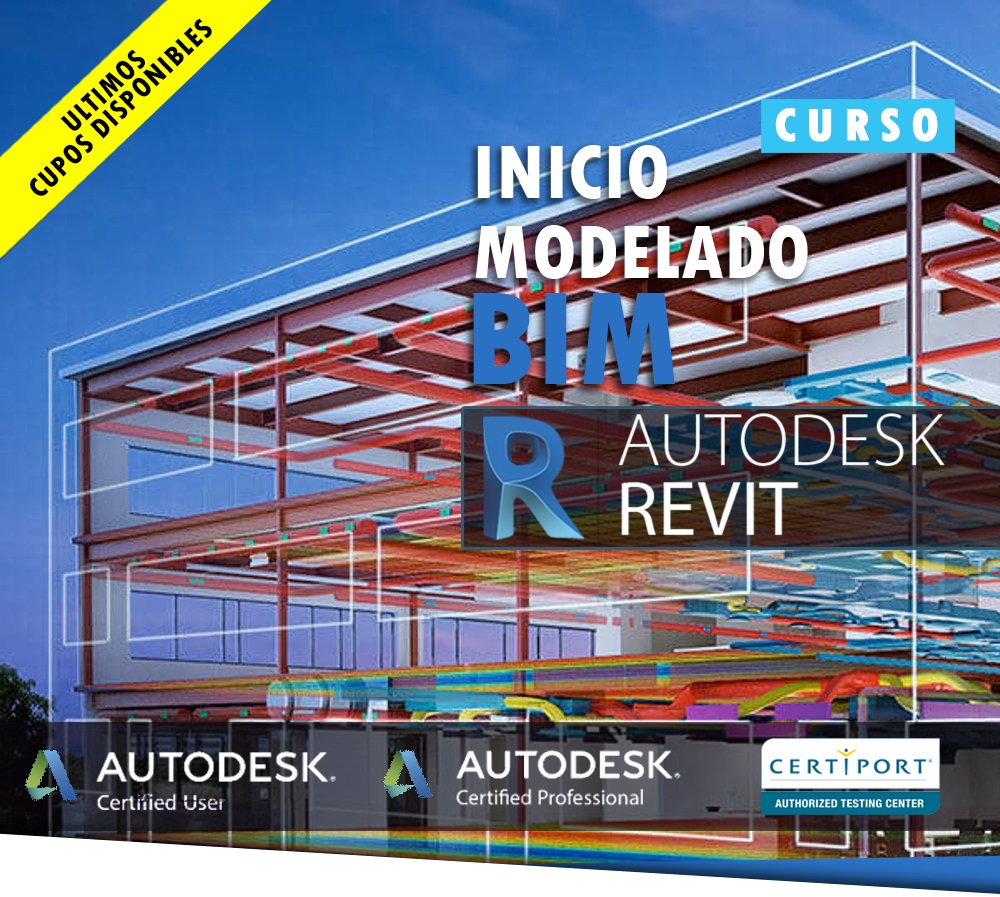 ULTIMOS
CUPOS DISPONIBLES
CURSO
INICIO
MODELADO
BIM
R
AUTODESK
REVIT
AUTODESK®
Certified User
AUTODESK®
Certified Professional
CERTIPORT®
AUTHORIZED TESTING CENTER